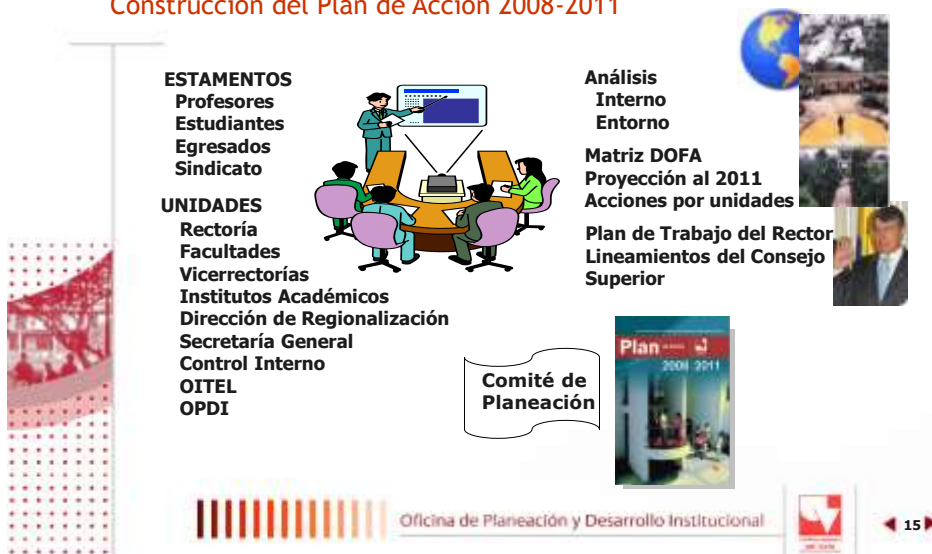 Construcción del Plan de Acción 2008-2011
ESTAMENTOS
Profesores
Estudiantes
Egresados
Sindicato
UNIDADES
Rectoría
Facultades
Vicerrectorías
Institutos Académicos
Dirección de Regionalización
Secretaría General
Control Interno
OITEL
OPDI
Análisis
Interno
Entorno
Matriz DOFA
Proyección al 2011
Acciones por unidades
Plan de Trabajo del Rector
Lineamientos del Consejo
Superior
Comité de
Planeación
Plan
2008 2011
Oficina de Planeación y Desarrollo Institucional
15